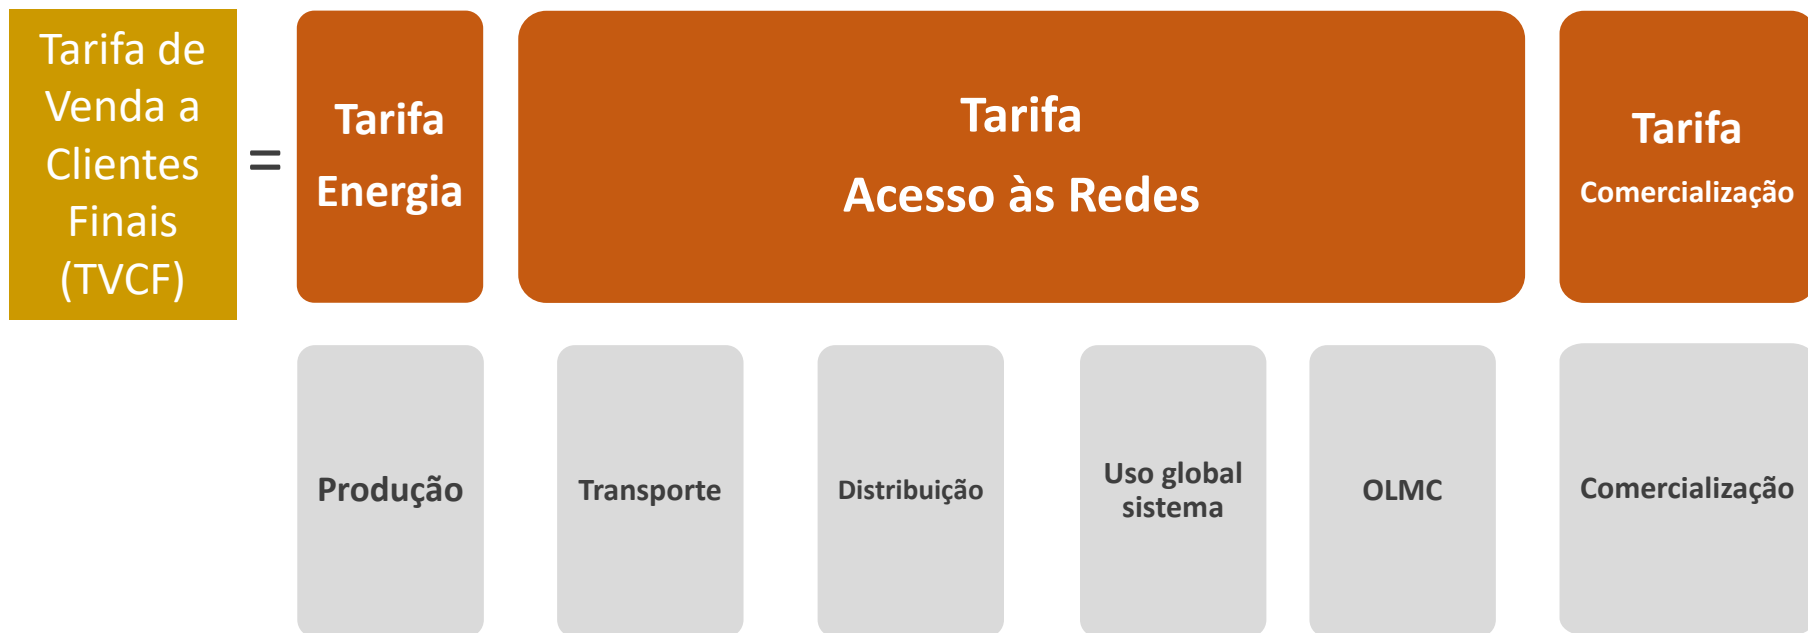 Tarifa de
Venda a
Clientes
Finais
(TVCF)
=
Tarifa
Energia
Tarifa
Acesso às Redes
Tarifa
Comercialização
Produção
Transporte
Distribuição
Uso global
sistema
OLMC
Comercialização